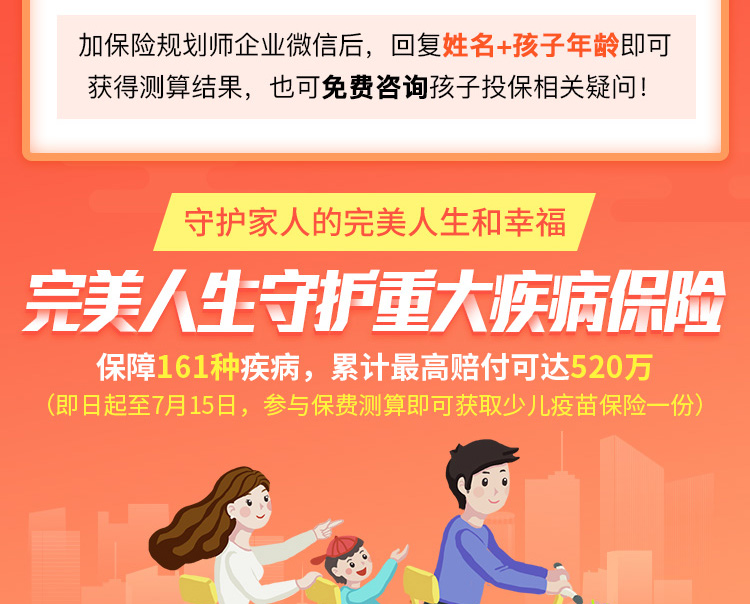 加保险规划师企业微信后，回复姓名+孩子年龄即可
获得测算结果，也可免费咨询孩子投保相关疑问！
守护家人的完美人生和幸福
完美人生守护重大疾病保险
保障161种疾病，累计最高赔付可达520万
（即日起至7月15日，参与保费测算即可获取少儿疫苗保险一份）